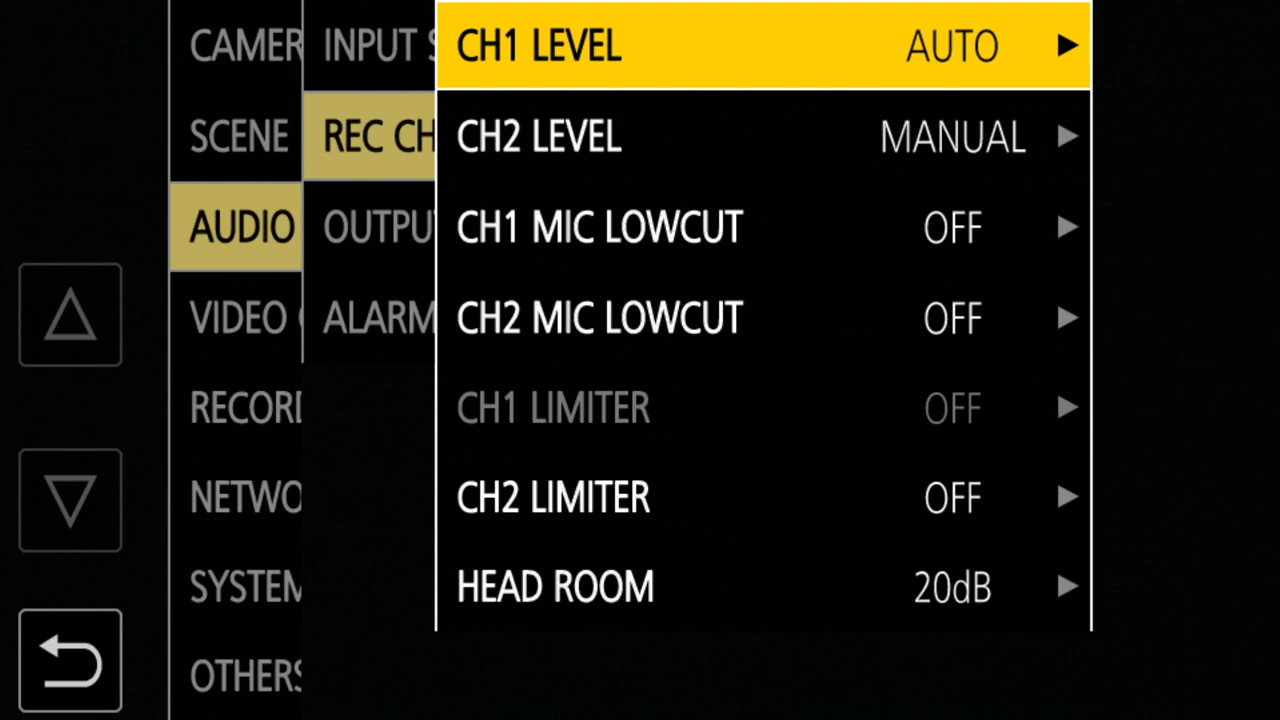 CAMER
SCENE
AUDIO
VIDEO
RECORD
NETWO
SYSTEM
OTHERS
INPUT S
REC CH
OUTPUT
ALARM
CH1 LEVEL AUTO
CH2 LEVEL MANUAL
CH1 MIC LOWCUT OFF
CH2 MIC LOWCUT OFF
CH1 LIMITER OFF
CH2 LIMITER OFF
HEAD ROOM 20dB